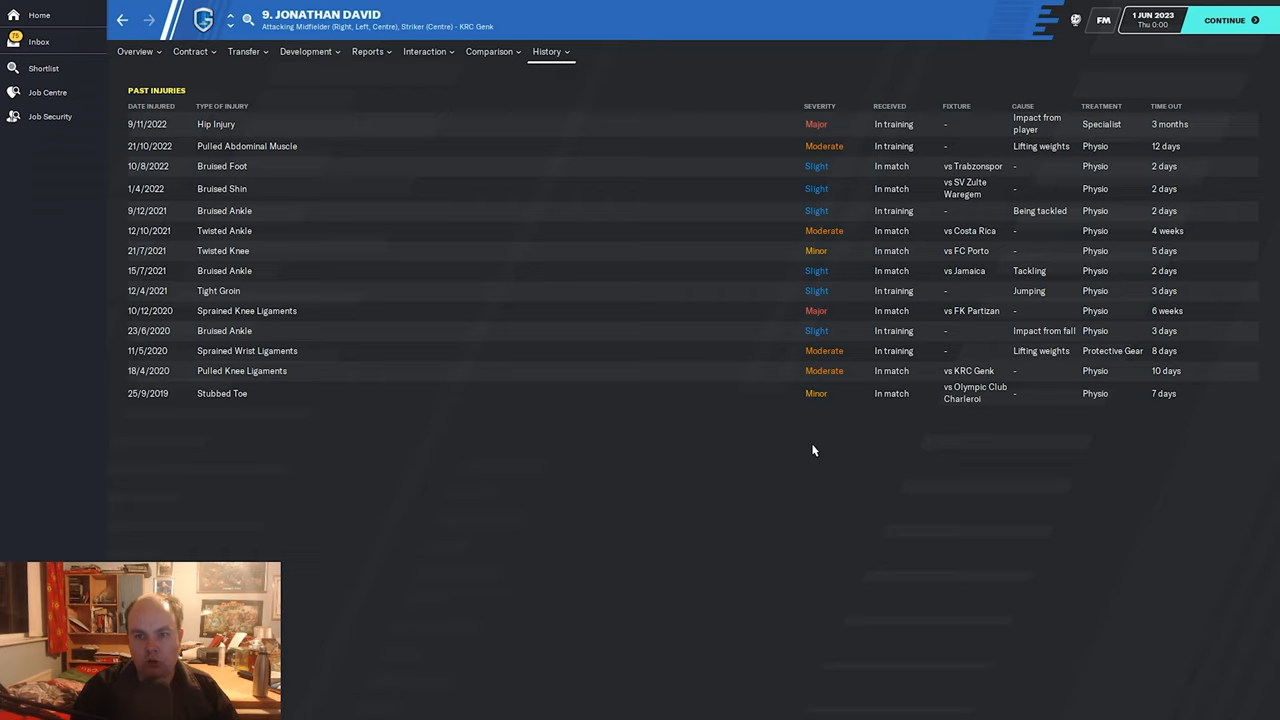 Home
75
Inbox
Shortlist
Job Centre
Job Security
9. JONATHAN DAVID
Attacking Midfielder (Right, Left, Centre), Striker (Centre) - KRC Genk
FM
1 JUN 2023
Thu 0:00
CONTINUE
Overview Contract Transfer Development Reports Interaction Comparison History
PAST INJURIES
DATE INJURED TYPE OF INJURY SEVERITY RECEIVED FIXTURE CAUSE TREATMENT TIME OUT
9/11/2022 Hip Injury Major In training - Impact from player Specialist 3 months
21/10/2022 Pulled Abdominal Muscle Moderate In training - Lifting weights Physio 12 days
10/8/2022 Bruised Foot Slight In match vs Trabzonspor - Physio 2 days
1/4/2022 Bruised Shin Slight In match vs SV Zulte Waregem - Physio 2 days
9/12/2021 Bruised Ankle Slight In training - Being tackled Physio 2 days
12/10/2021 Twisted Ankle Moderate In match vs Costa Rica - Physio 4 weeks
21/7/2021 Twisted Knee Minor In match vs FC Porto - Physio 5 days
15/7/2021 Bruised Ankle Slight In match vs Jamaica Tackling Physio 2 days
12/4/2021 Tight Groin Slight In training - Jumping Physio 3 days
10/12/2020 Sprained Knee Ligaments Major In match vs FK Partizan - Physio 6 weeks
23/6/2020 Bruised Ankle Slight In training - Impact from fall Physio 3 days
11/5/2020 Sprained Wrist Ligaments Moderate In training - Lifting weights Protective Gear 8 days
18/4/2020 Pulled Knee Ligaments Moderate In match vs KRC Genk - Physio 10 days
25/9/2019 Stubbed Toe Minor In match vs Olympic Club Charleroi - Physio 7 days